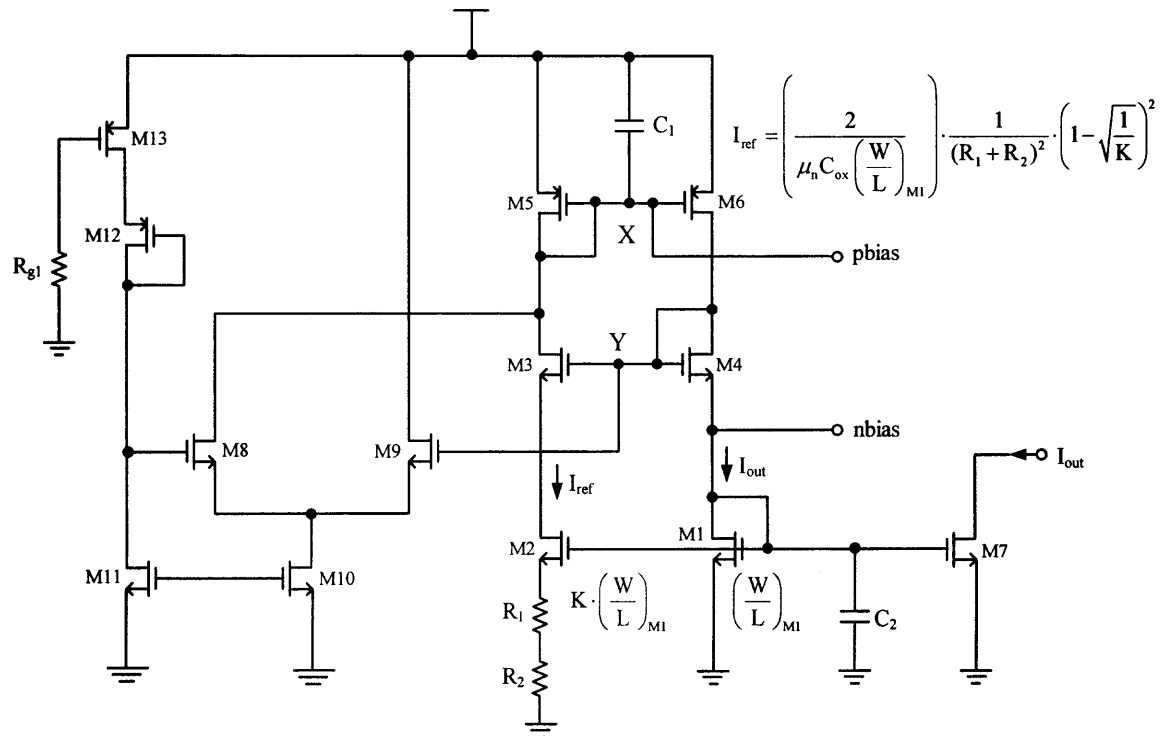 M13
M12
R_g1
M11
M10
M8
M9
C_1
M5
M6
X
pbias
Y
M3
M4
nbias
I_ref
I_out
I_out
M2
M1
M7
K · (W/L)_M1
(W/L)_M1
C_2
R_1
R_2
I_ref = (2 / (μ_n C_ox (W/L)_M1)) · 1/(R_1 + R_2)^2 · (1 − √(1/K))^2